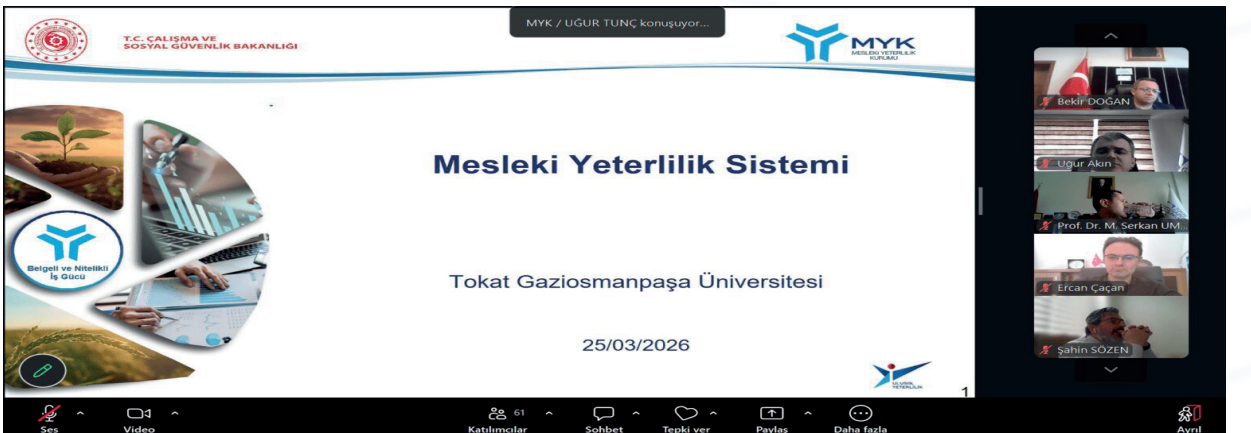 MYK / UĞUR TUNÇ konuşuyor...
T.C. ÇALIŞMA VE
SOSYAL GÜVENLİK BAKANLIĞI
MYK
MESLEKİ YETERLİLİK
KURUMU
Mesleki Yeterlilik Sistemi
Belgeli ve Nitelikli
İş Gücü
Tokat Gaziosmanpaşa Üniversitesi
25/03/2026
ULUSAL
YETERLİLİK
1
Bekir DOĞAN
Uğur Akın
Prof. Dr. M. Serkan UM...
Ercan Çaçan
Şahin SÖZEN
Ses
Video
Katılımcılar
61
Sohbet
Tepki ver
Paylaş
Daha fazla
Ayrıl